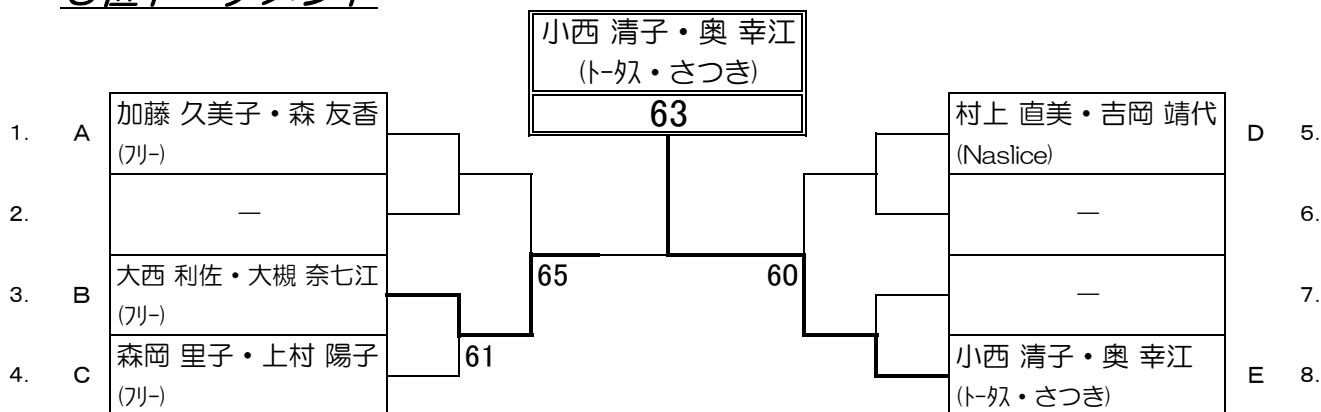 小西 清子・奥 幸江
(ﾄｰﾀｽ・さつき)
63
1. A 加藤 久美子・森 友香
(ﾌﾘｰ)
2. ―
3. B 大西 利佐・大槻 奈七江
(ﾌﾘｰ)
4. C 森岡 里子・上村 陽子
(ﾌﾘｰ)
65
61
60
村上 直美・吉岡 靖代 D 5.
(Naslice)
― 6.
― 7.
小西 清子・奥 幸江 E 8.
(ﾄｰﾀｽ・さつき)